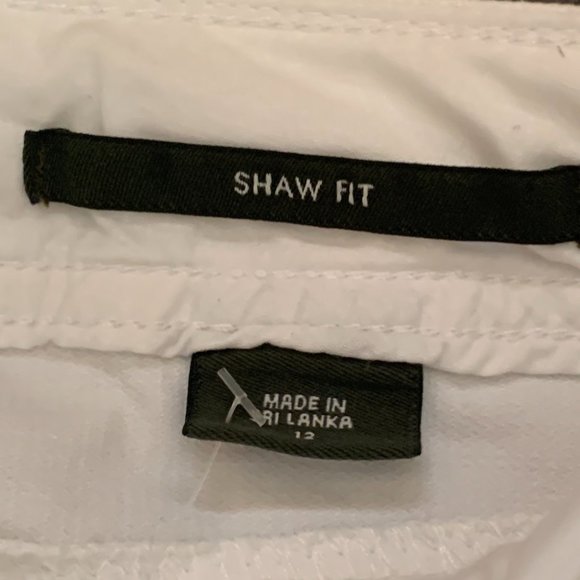 SHAW FIT
MADE IN
RI LANKA
12